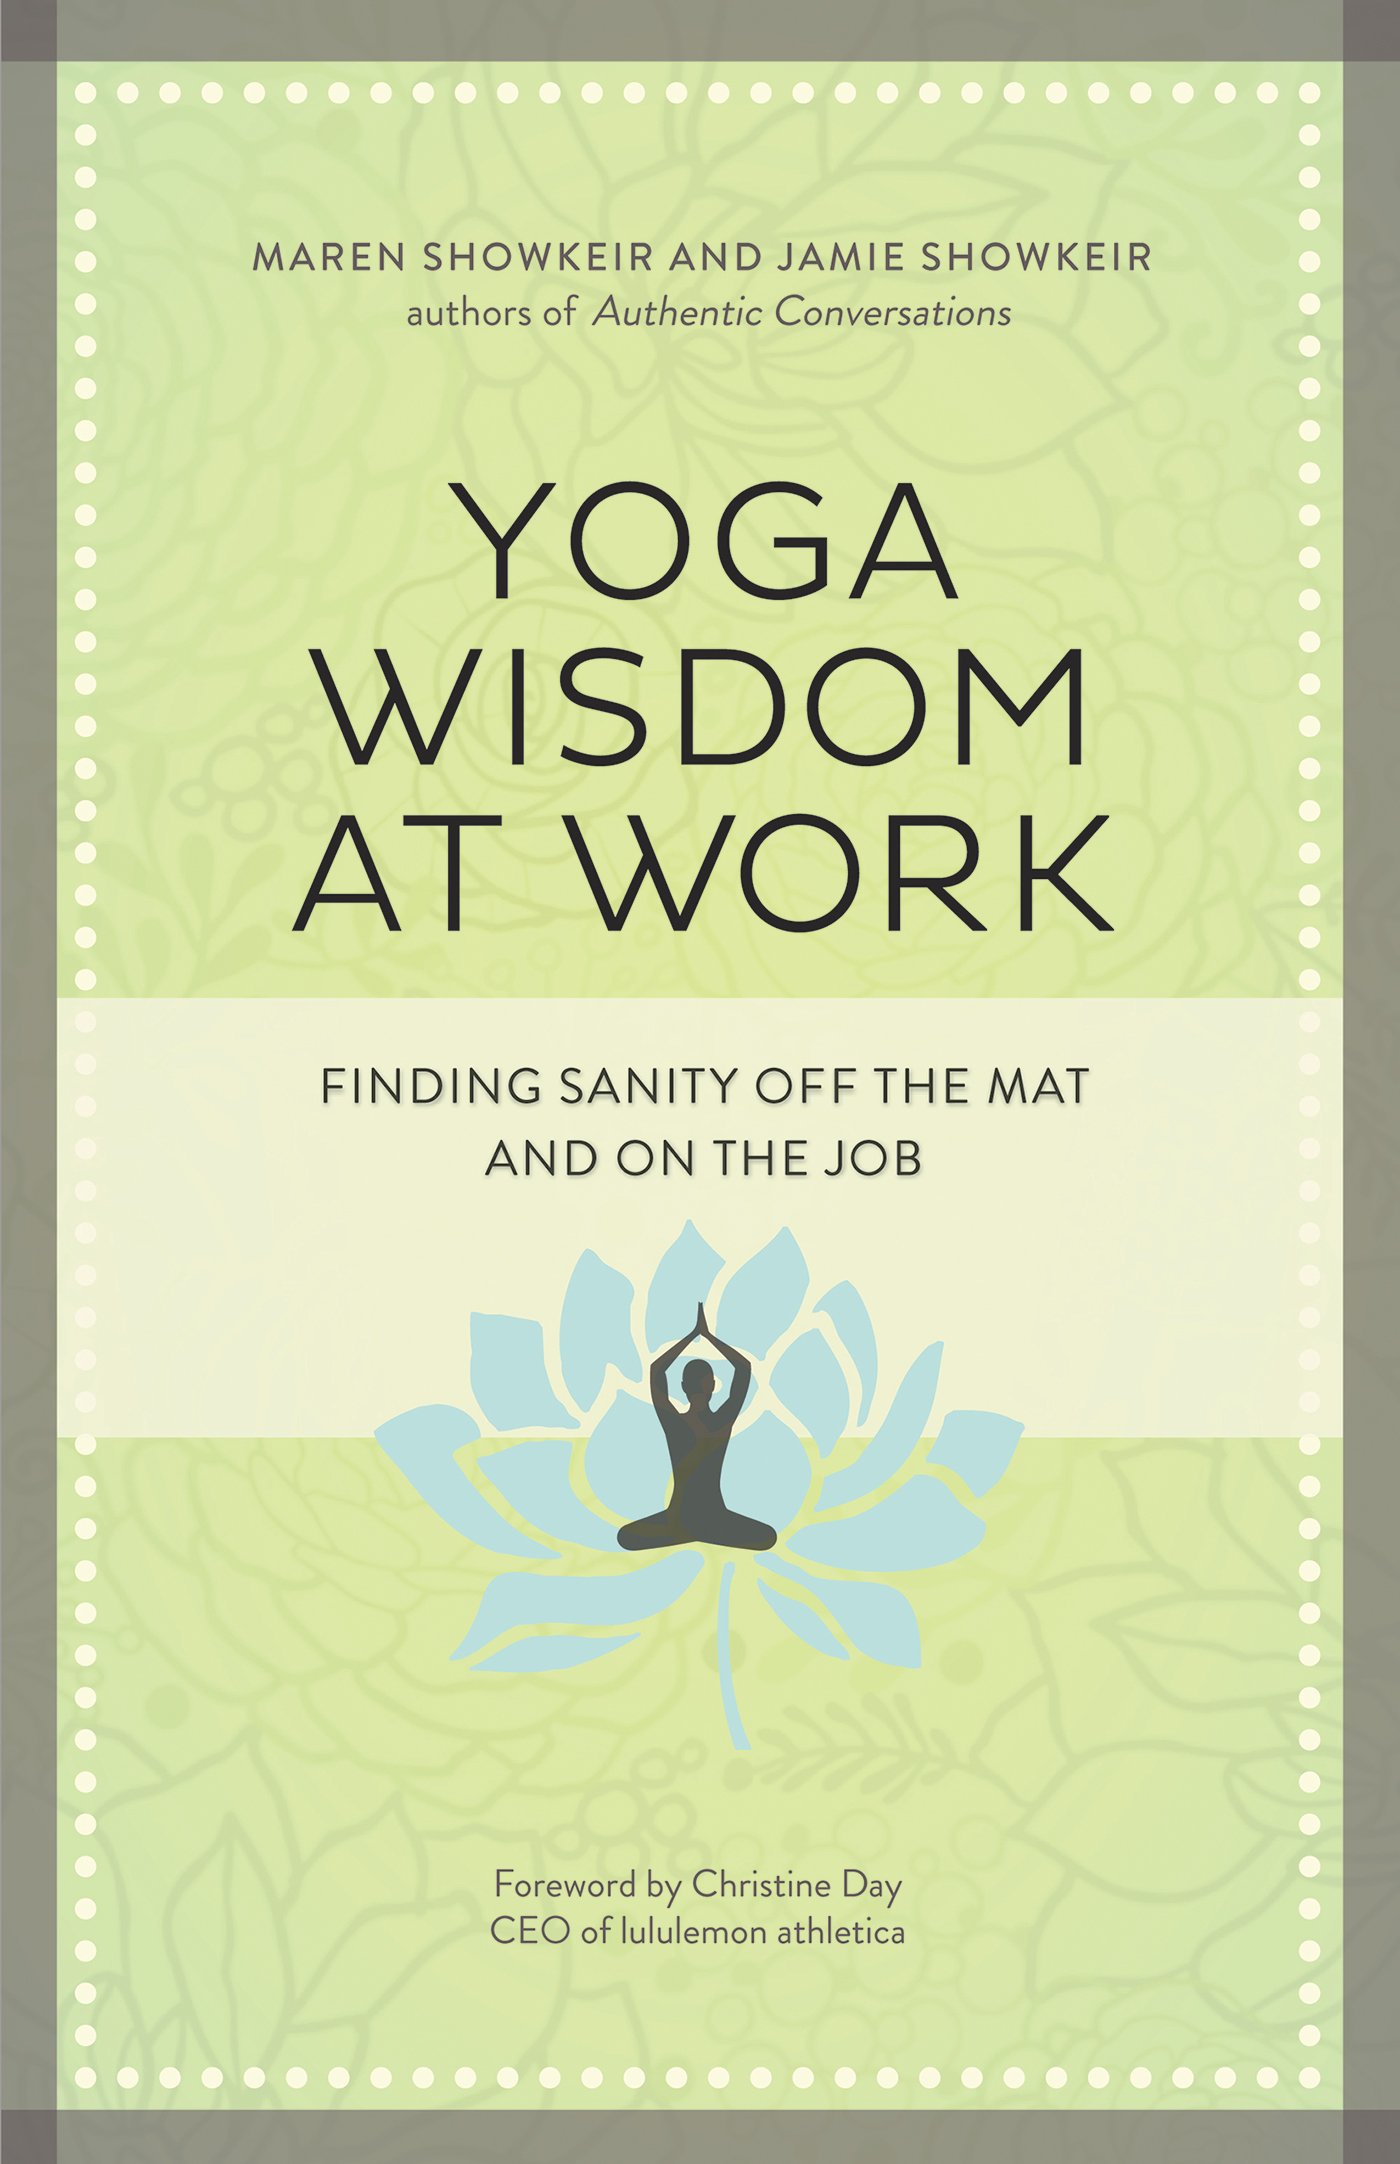 MAREN SHOWKEIR AND JAMIE SHOWKEIR
authors of Authentic Conversations
YOGA
WISDOM
AT WORK
FINDING SANITY OFF THE MAT
AND ON THE JOB
Foreword by Christine Day
CEO of lululemon athletica